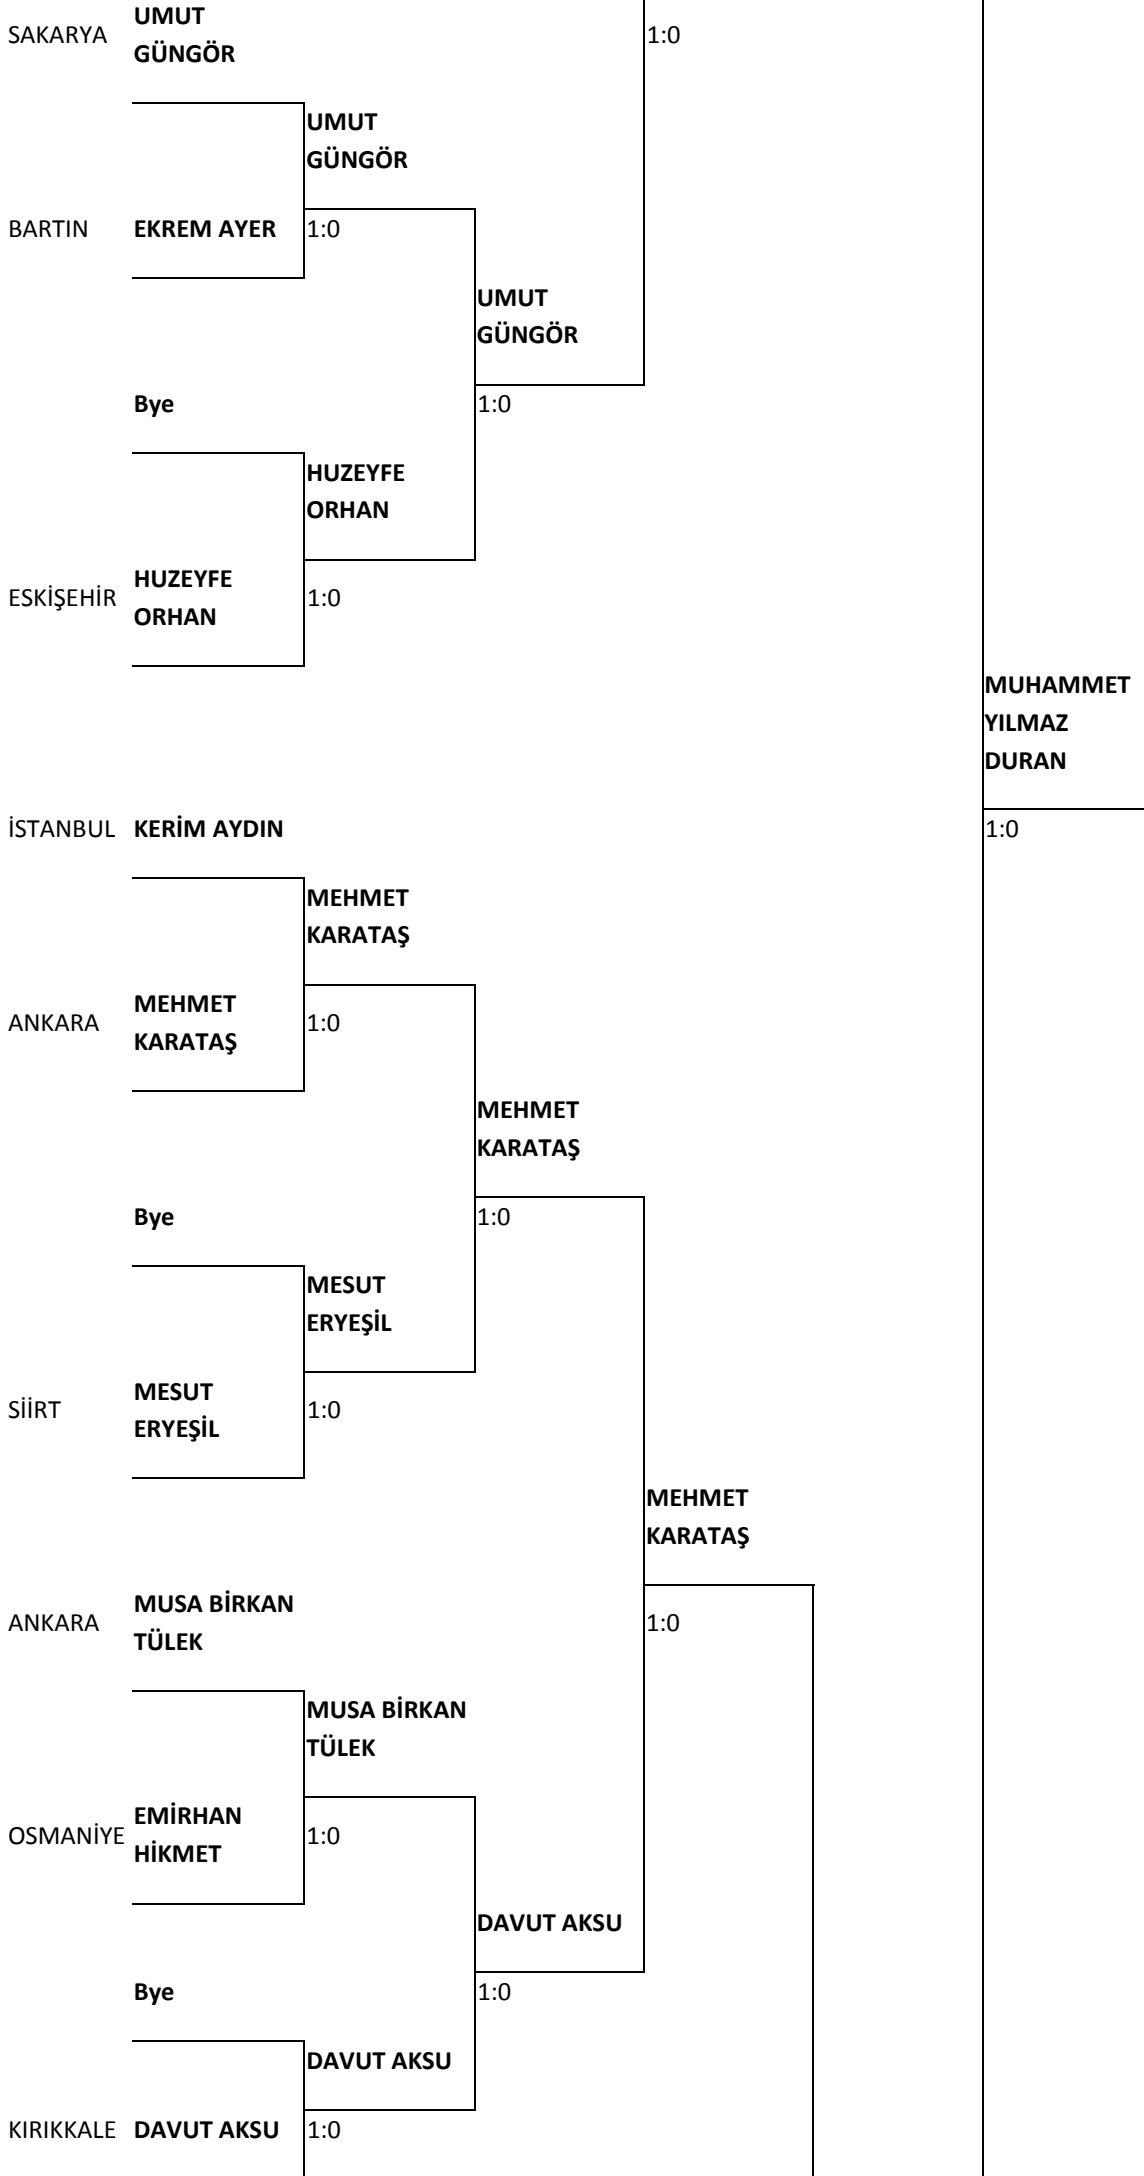 UMUT
SAKARYA
GÜNGÖR
1:0
UMUT
GÜNGÖR
BARTIN EKREM AYER 1:0
UMUT
GÜNGÖR
Bye 1:0
HUZEYFE
ORHAN
HUZEYFE
ESKİŞEHİR 1:0
ORHAN
MUHAMMET
YILMAZ
DURAN
İSTANBUL KERİM AYDIN 1:0
MEHMET
KARATAŞ
MEHMET
ANKARA 1:0
KARATAŞ
MEHMET
KARATAŞ
Bye 1:0
MESUT
ERYEŞİL
MESUT
SİİRT 1:0
ERYEŞİL
MEHMET
KARATAŞ
MUSA BİRKAN
ANKARA 1:0
TÜLEK
MUSA BİRKAN
TÜLEK
EMİRHAN
OSMANİYE 1:0
HİKMET
DAVUT AKSU
Bye 1:0
DAVUT AKSU
KIRIKKALE DAVUT AKSU 1:0